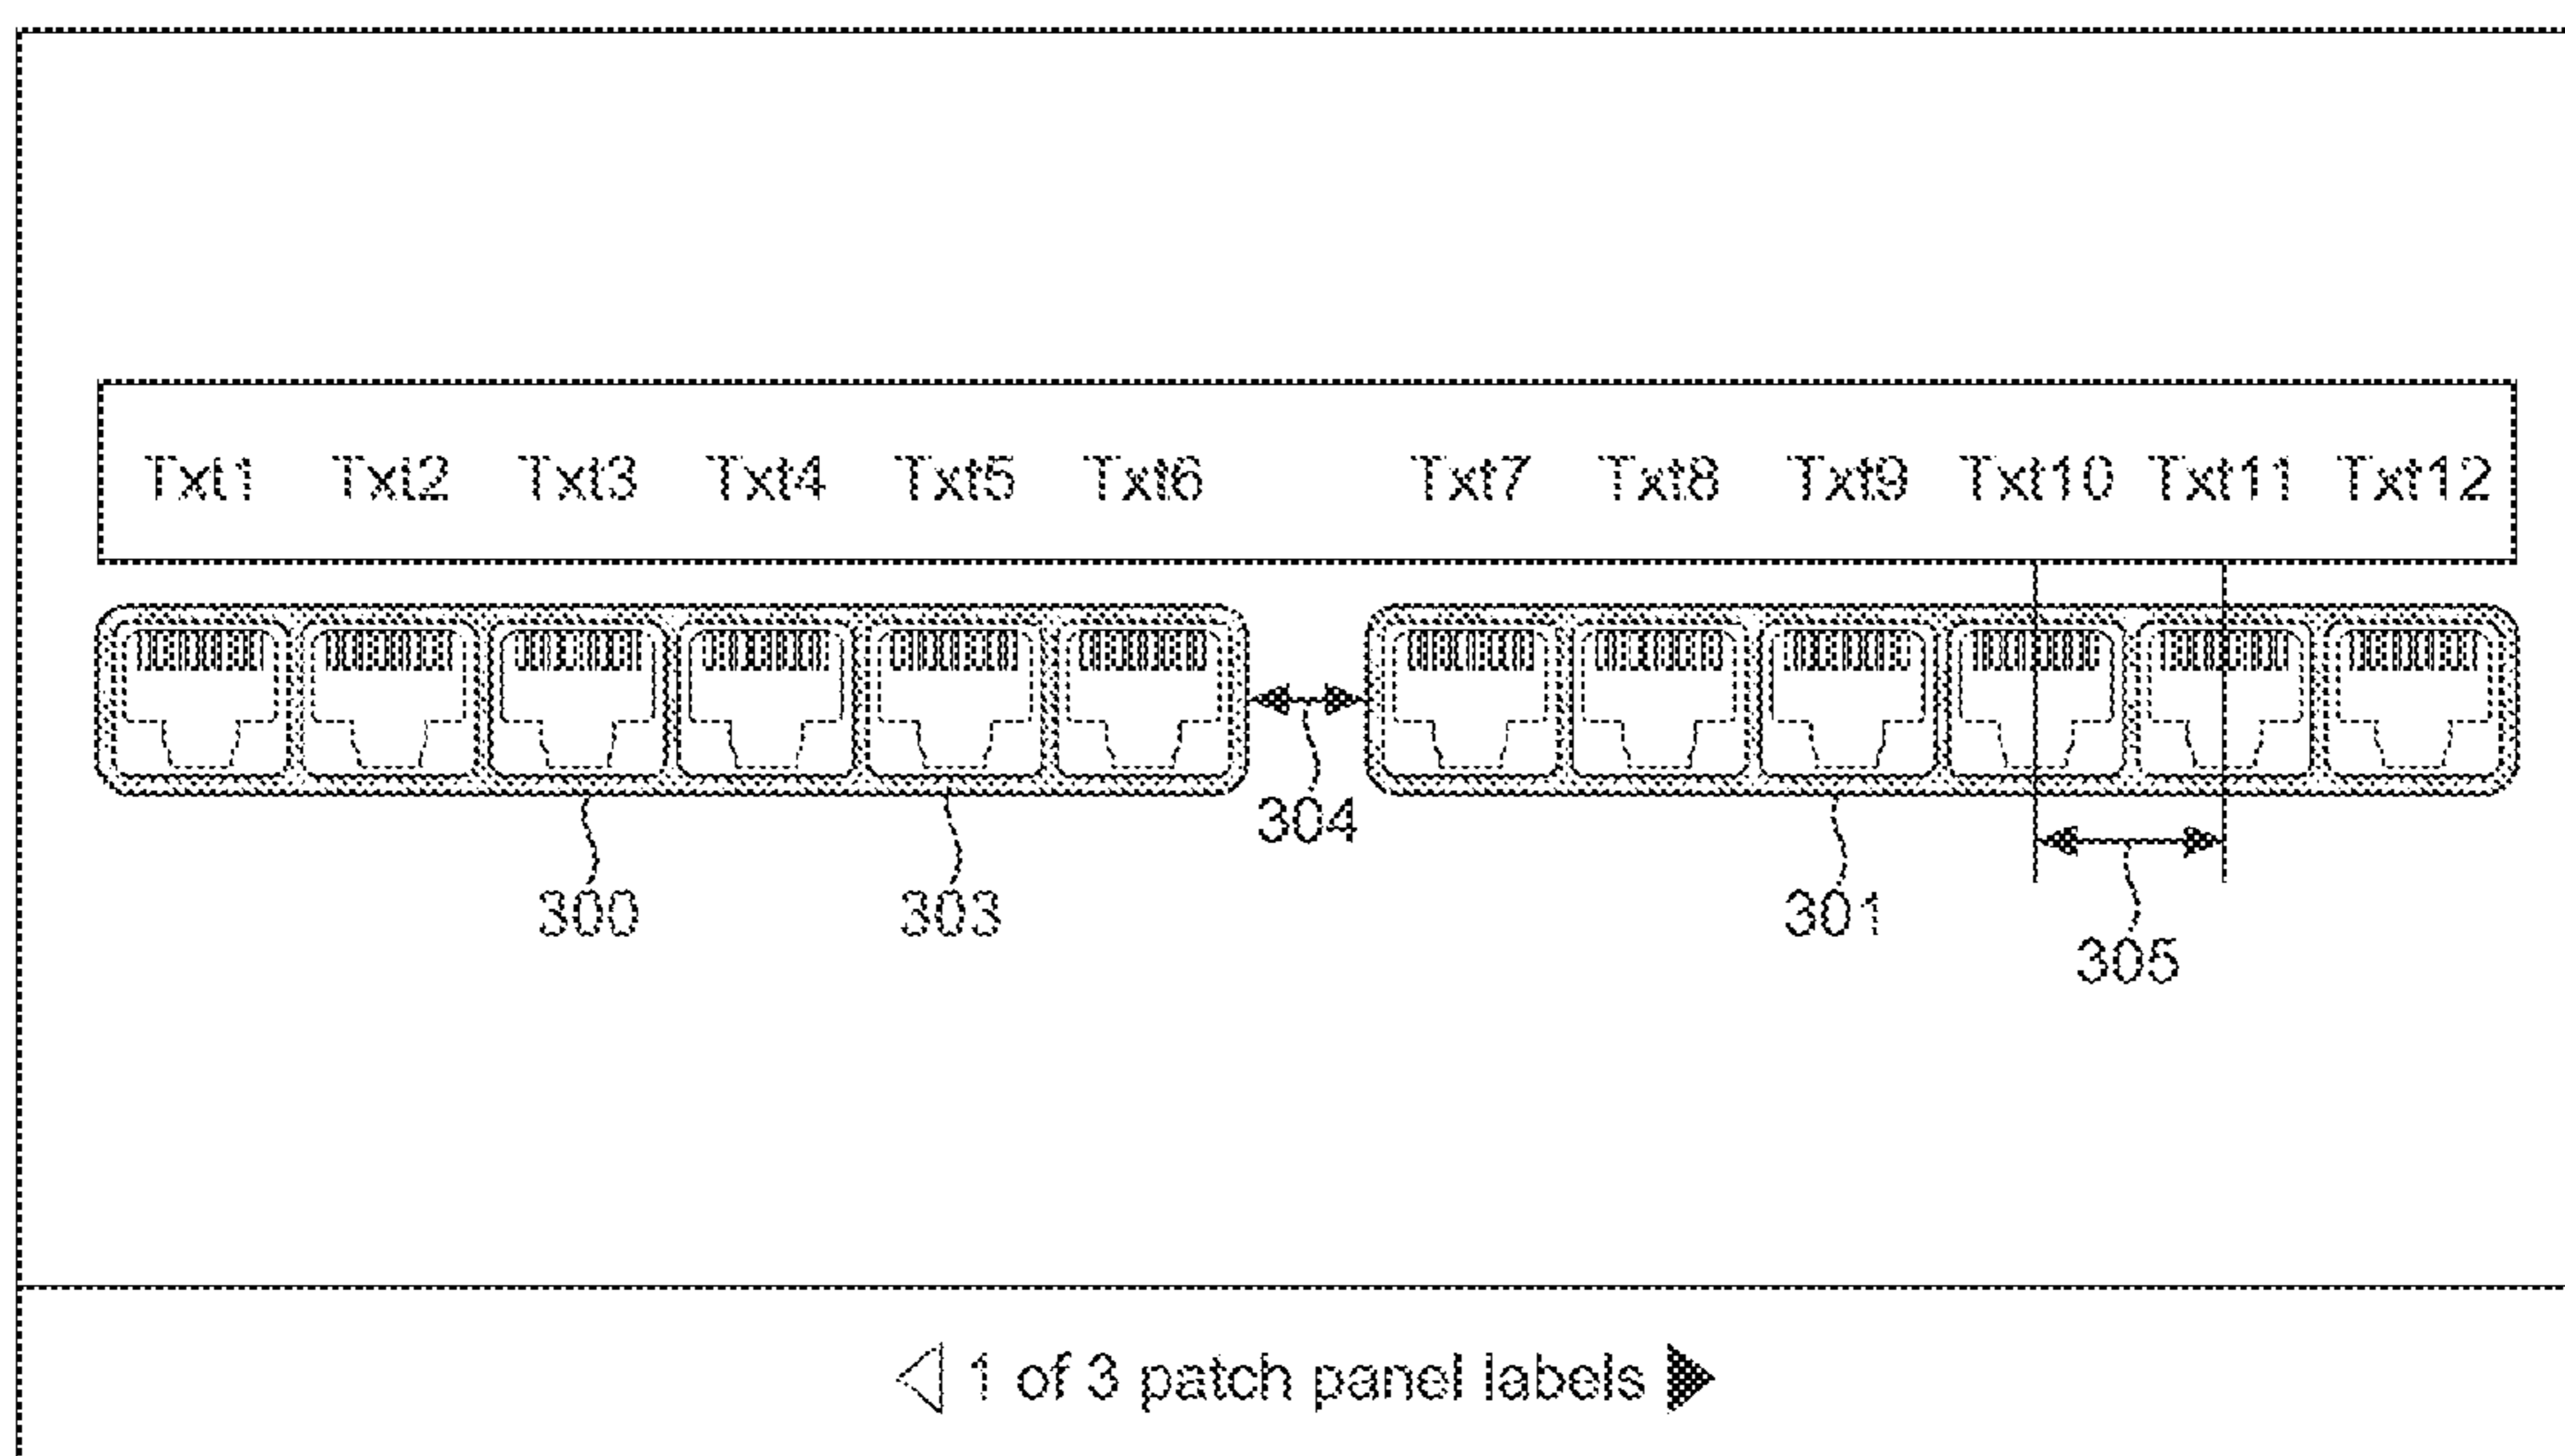 Txt1 Txt2 Txt3 Txt4 Txt5 Txt6 Txt7 Txt8 Txt9 Txt10 Txt11 Txt12
304
300 303 301
305
1 of 3 patch panel labels